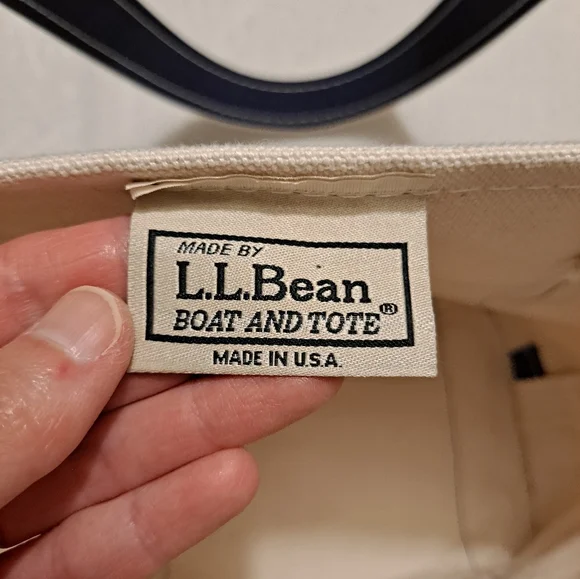 MADE BY
L.L.Bean®
BOAT AND TOTE
MADE IN U.S.A.